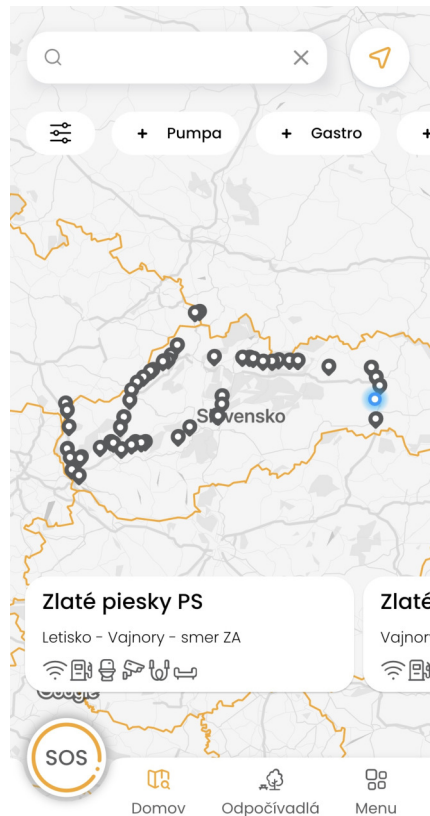 + Pumpa
+ Gastro
+
Slovensko
Zlaté piesky PS
Letisko - Vajnory - smer ZA
Zlaté
Vajnor
Google
SOS
Domov
Odpočívadlá
Menu